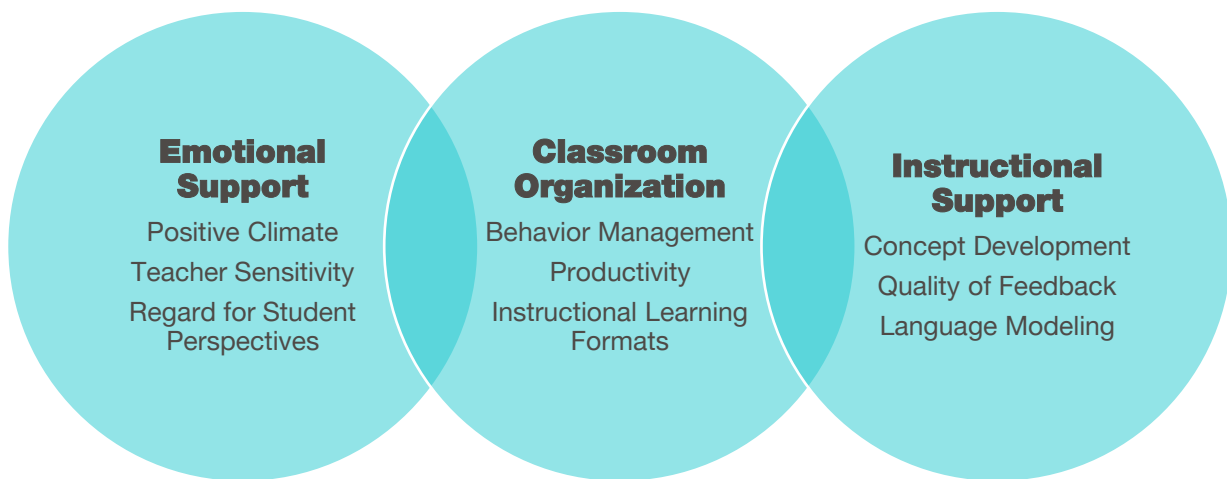 Emotional
Support
Positive Climate
Teacher Sensitivity
Regard for Student
Perspectives
Classroom
Organization
Behavior Management
Productivity
Instructional Learning
Formats
Instructional
Support
Concept Development
Quality of Feedback
Language Modeling